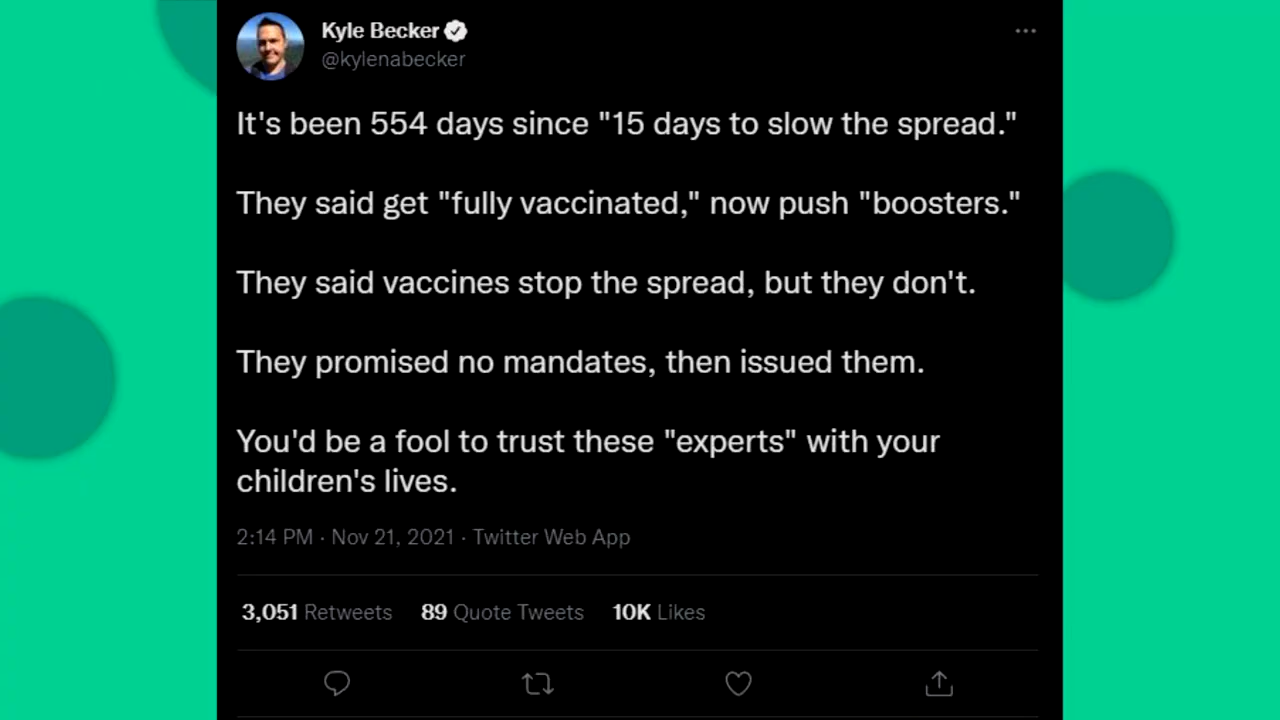 Kyle Becker
@kylenabecker
It's been 554 days since "15 days to slow the spread."
They said get "fully vaccinated," now push "boosters."
They said vaccines stop the spread, but they don't.
They promised no mandates, then issued them.
You'd be a fool to trust these "experts" with your
children's lives.
2:14 PM · Nov 21, 2021 · Twitter Web App
3,051 Retweets 89 Quote Tweets 10K Likes